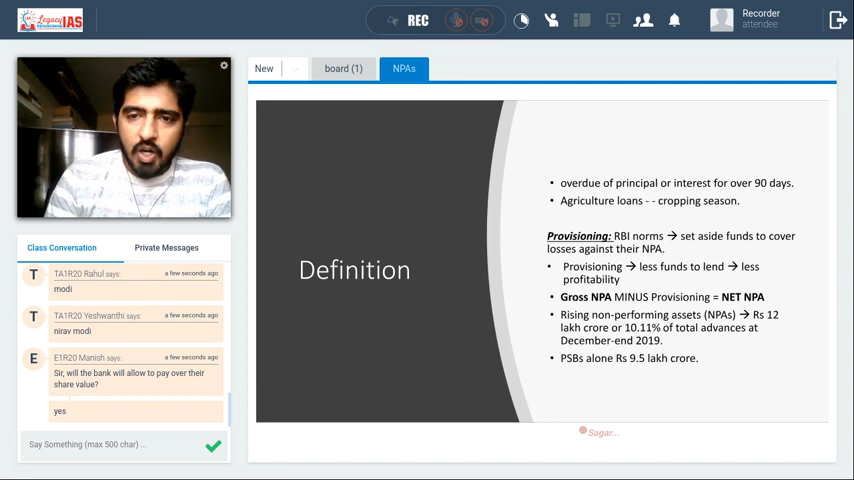 Legacy
IAS
REC
Recorder
attendee
New
board (1)
NPAs
Class Conversation
Private Messages
T
TA1R20 Rahul says:
a few seconds ago
modi
T
TA1R20 Yeshwanthi says:
a few seconds ago
nirav modi
E
E1R20 Manish says:
a few seconds ago
Sir, will the bank will allow to pay over their
share value?
yes
Say Something (max 500 char) ...
Definition
• overdue of principal or interest for over 90 days.
• Agriculture loans - - cropping season.
Provisioning: RBI norms → set aside funds to cover
losses against their NPA.
• Provisioning → less funds to lend → less
profitability
• Gross NPA MINUS Provisioning = NET NPA
• Rising non-performing assets (NPAs) → Rs 12
lakh crore or 10.11% of total advances at
December-end 2019.
• PSBs alone Rs 9.5 lakh crore.
Sagar...